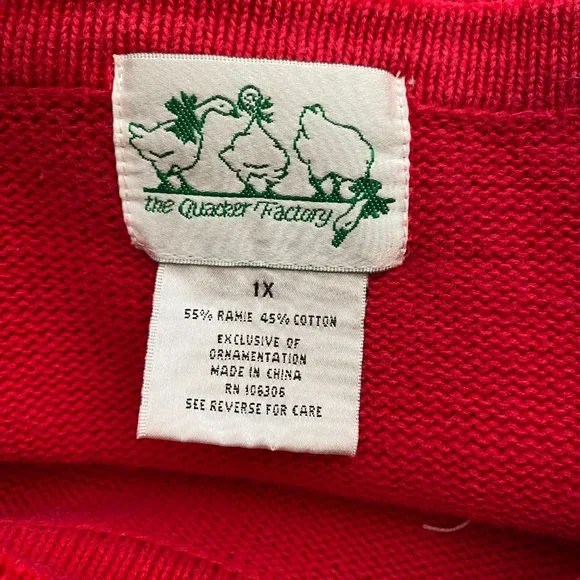 the Quacker Factory
1X
55% RAMIE 45% COTTON
EXCLUSIVE OF
ORNAMENTATION
MADE IN CHINA
RN 106306
SEE REVERSE FOR CARE